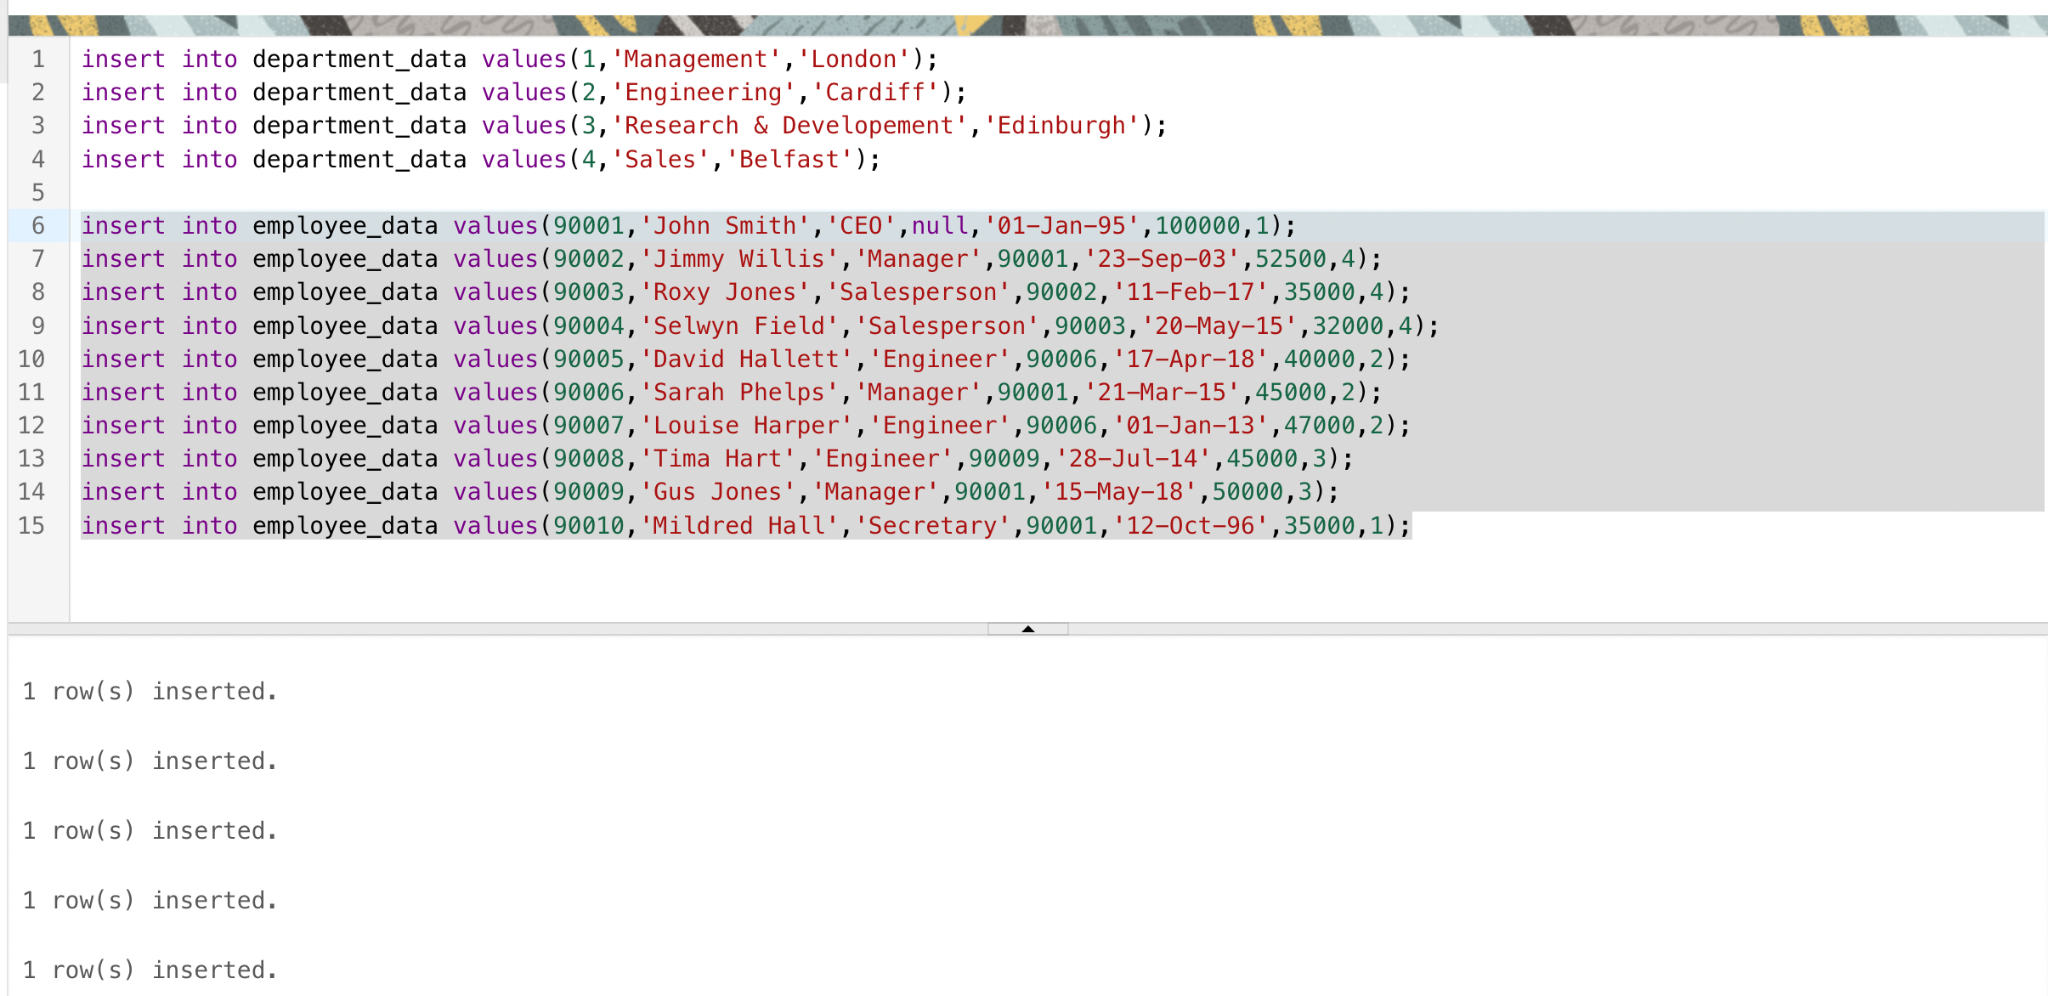 1 insert into department_data values(1,'Management','London');
2 insert into department_data values(2,'Engineering','Cardiff');
3 insert into department_data values(3,'Research & Developement','Edinburgh');
4 insert into department_data values(4,'Sales','Belfast');
5
6 insert into employee_data values(90001,'John Smith','CEO',null,'01-Jan-95',100000,1);
7 insert into employee_data values(90002,'Jimmy Willis','Manager',90001,'23-Sep-03',52500,4);
8 insert into employee_data values(90003,'Roxy Jones','Salesperson',90002,'11-Feb-17',35000,4);
9 insert into employee_data values(90004,'Selwyn Field','Salesperson',90003,'20-May-15',32000,4);
10 insert into employee_data values(90005,'David Hallett','Engineer',90006,'17-Apr-18',40000,2);
11 insert into employee_data values(90006,'Sarah Phelps','Manager',90001,'21-Mar-15',45000,2);
12 insert into employee_data values(90007,'Louise Harper','Engineer',90006,'01-Jan-13',47000,2);
13 insert into employee_data values(90008,'Tima Hart','Engineer',90009,'28-Jul-14',45000,3);
14 insert into employee_data values(90009,'Gus Jones','Manager',90001,'15-May-18',50000,3);
15 insert into employee_data values(90010,'Mildred Hall','Secretary',90001,'12-Oct-96',35000,1);
1 row(s) inserted.
1 row(s) inserted.
1 row(s) inserted.
1 row(s) inserted.
1 row(s) inserted.